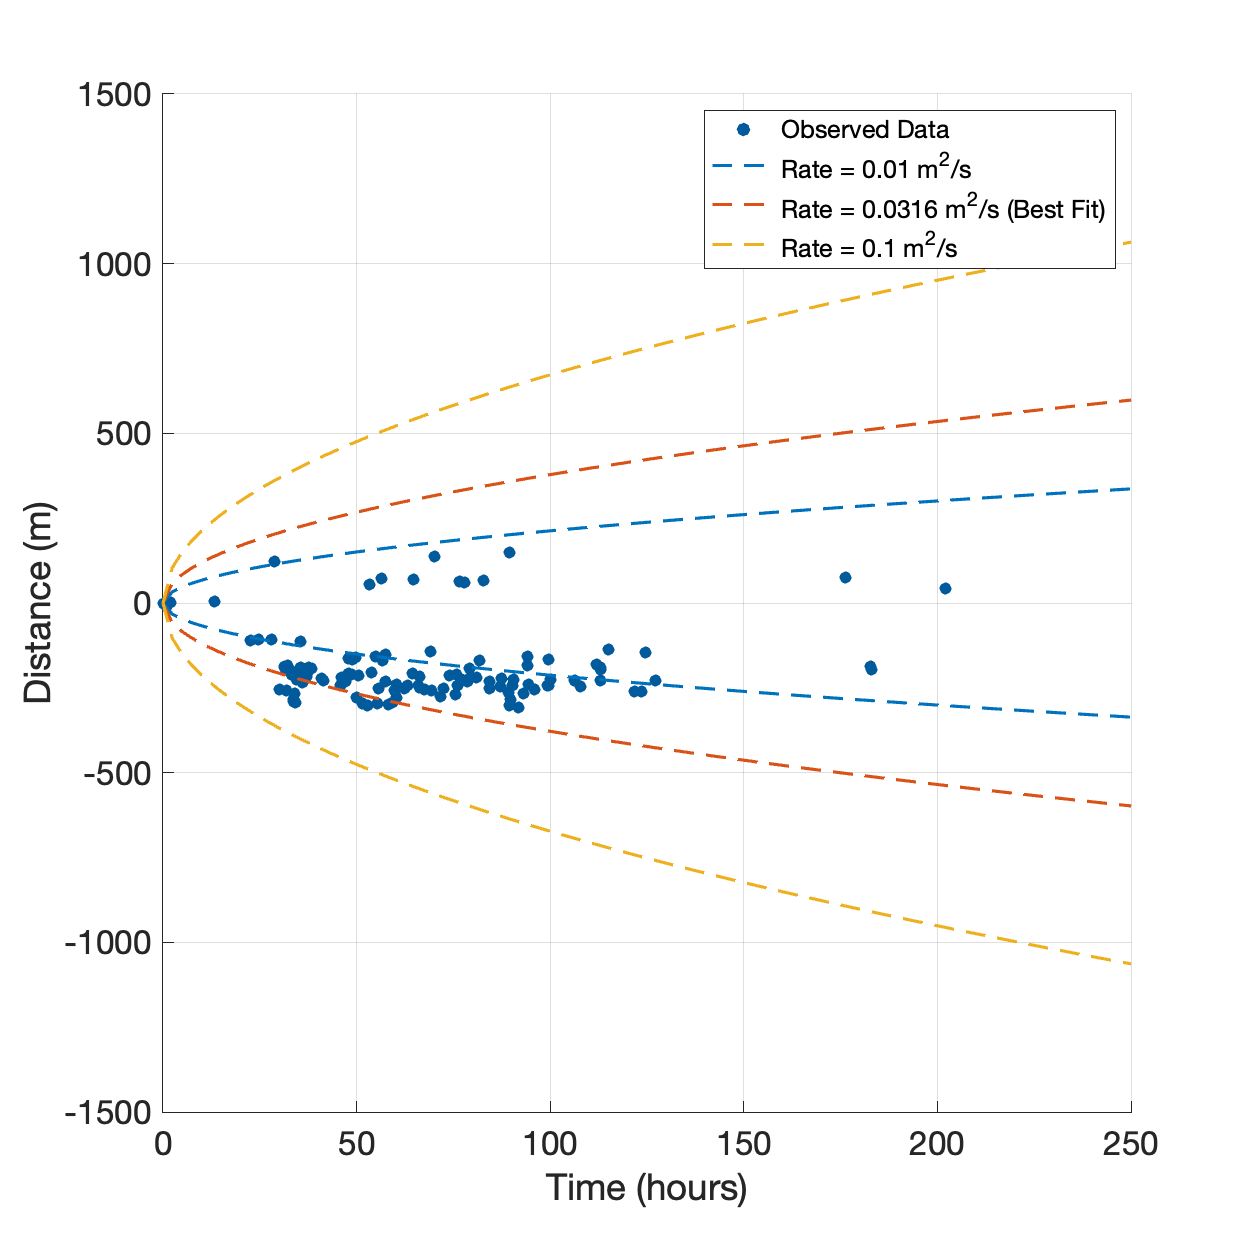 1500
1000
500
0
-500
-1000
-1500
Distance (m)
Observed Data
Rate = 0.01 m²/s
Rate = 0.0316 m²/s (Best Fit)
Rate = 0.1 m²/s
0 50 100 150 200 250
Time (hours)